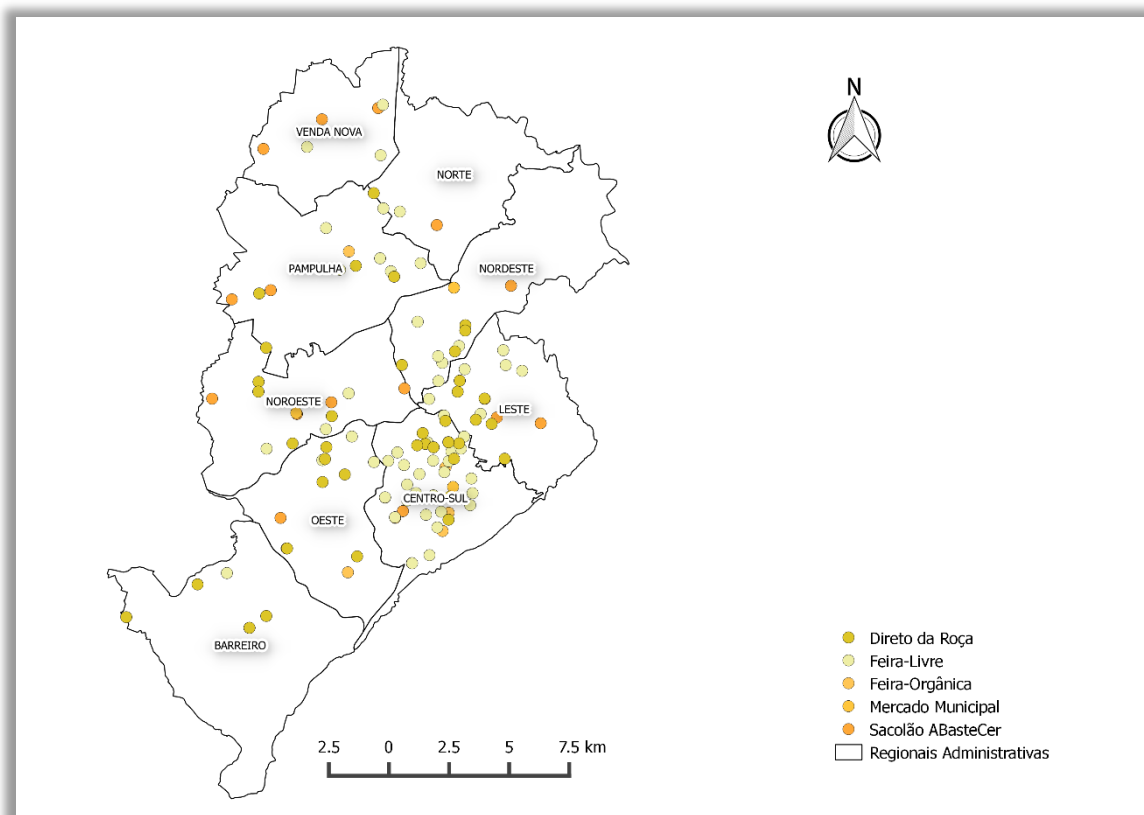 N
VENDA NOVA
NORTE
PAMPULHA
NORDESTE
NOROESTE
LESTE
CENTRO-SUL
OESTE
BARREIRO
Direto da Roça
Feira-Livre
Feira-Orgânica
Mercado Municipal
Sacolão ABasteCer
Regionais Administrativas
2.5 0 2.5 5 7.5 km